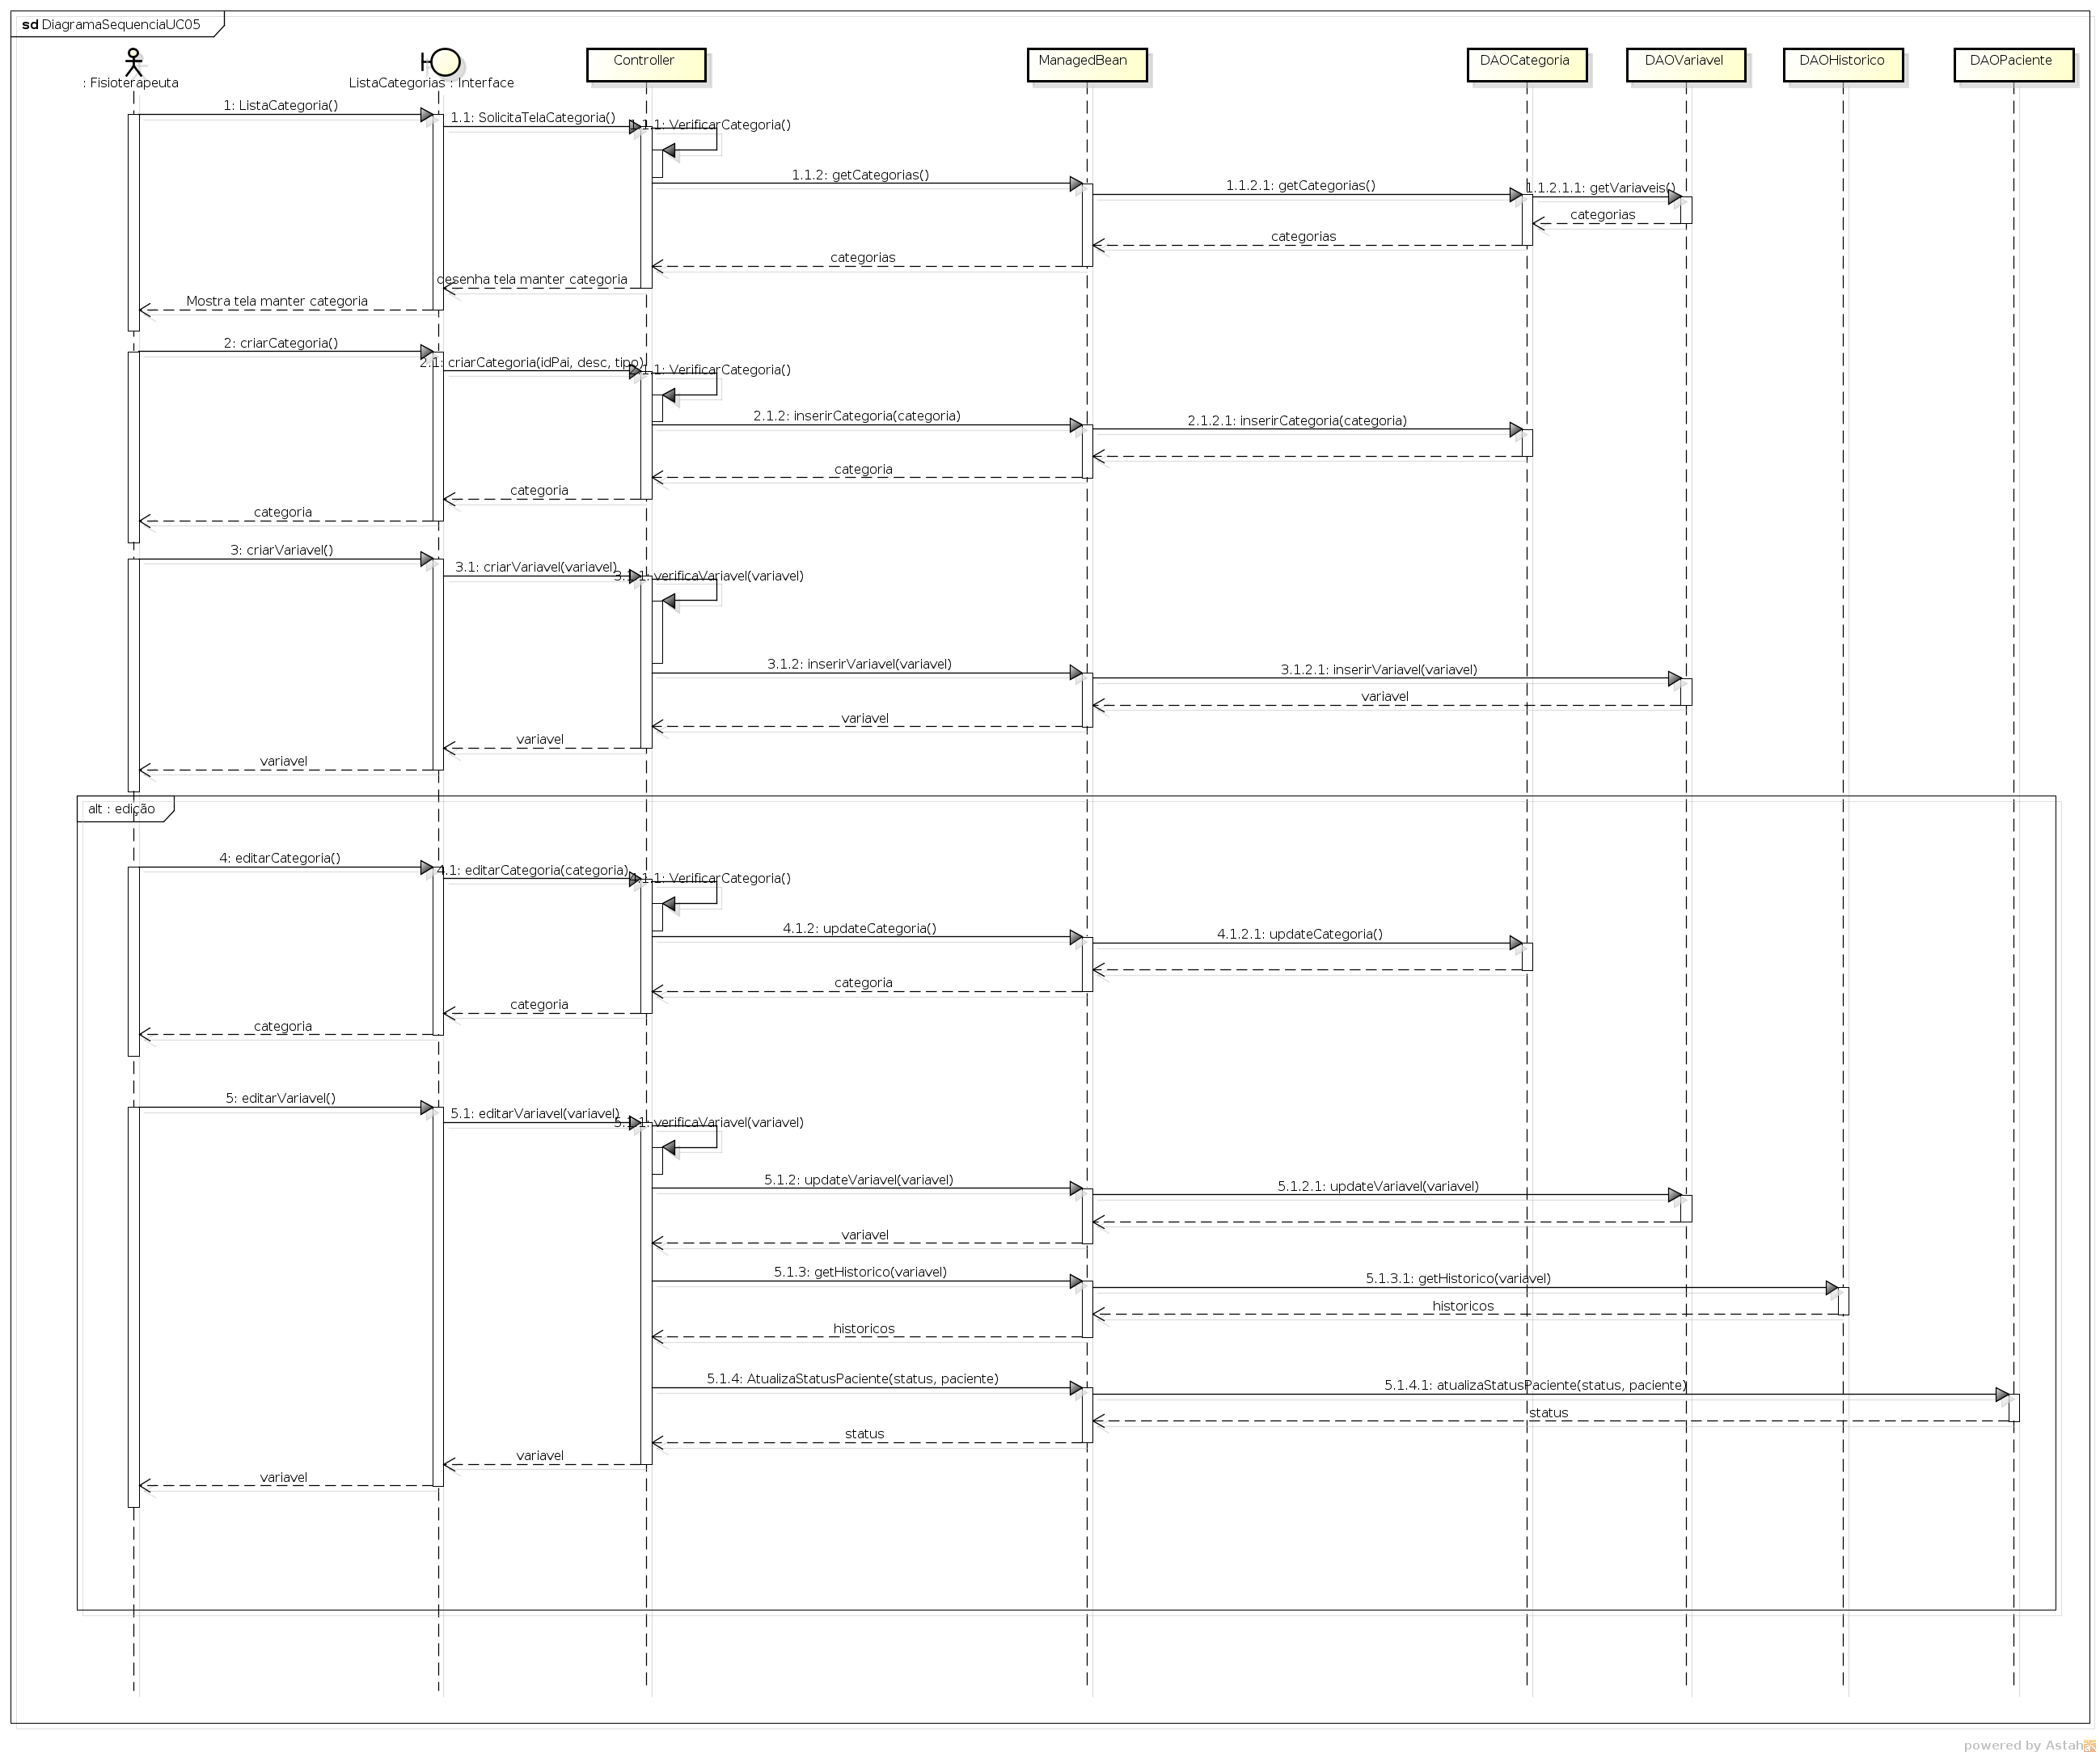 sd DiagramaSequenciaUC05
: Fisioterapeuta
ListaCategorias : Interface
Controller
ManagedBean
DAOCategoria
DAOVariavel
DAOHistorico
DAOPaciente
1: ListaCategoria()
1.1: SolicitaTelaCategoria()
1.1.1: VerificarCategoria()
1.1.2: getCategorias()
1.1.2.1: getCategorias()
1.1.2.1.1: getVariaveis()
categorias
categorias
categorias
desenha tela manter categoria
Mostra tela manter categoria
2: criarCategoria()
2.1: criarCategoria(idPai, desc, tipo)
2.1.1: VerificarCategoria()
2.1.2: inserirCategoria(categoria)
2.1.2.1: inserirCategoria(categoria)
categoria
categoria
categoria
3: criarVariavel()
3.1: criarVariavel(variavel)
3.1.1: verificaVariavel(variavel)
3.1.2: inserirVariavel(variavel)
3.1.2.1: inserirVariavel(variavel)
variavel
variavel
variavel
variavel
alt : edição
4: editarCategoria()
4.1: editarCategoria(categoria)
4.1.1: VerificarCategoria()
4.1.2: updateCategoria()
4.1.2.1: updateCategoria()
categoria
categoria
categoria
5: editarVariavel()
5.1: editarVariavel(variavel)
5.1.1: verificaVariavel(variavel)
5.1.2: updateVariavel(variavel)
5.1.2.1: updateVariavel(variavel)
variavel
5.1.3: getHistorico(variavel)
5.1.3.1: getHistorico(variavel)
historicos
historicos
5.1.4: AtualizaStatusPaciente(status, paciente)
5.1.4.1: atualizaStatusPaciente(status, paciente)
status
status
variavel
variavel
powered by Astah